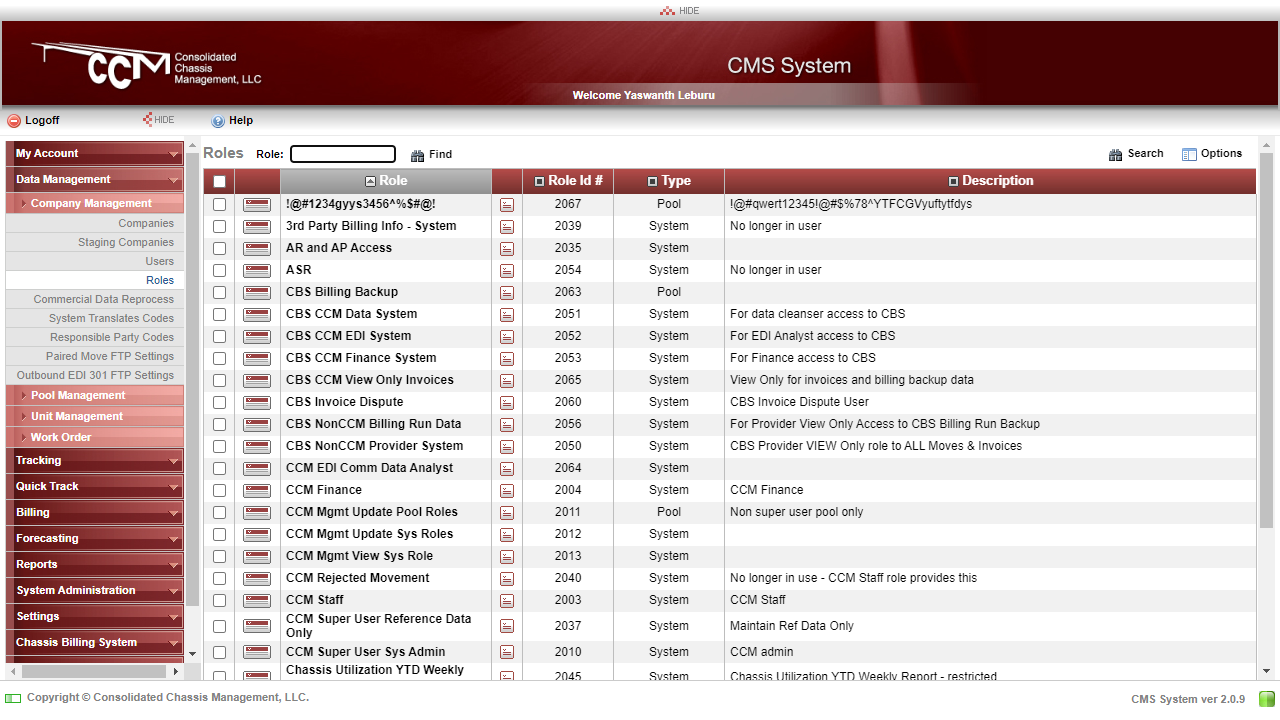 HIDE
CCM Consolidated
Chassis
Management, LLC
CMS System
Welcome Yaswanth Leburu
Logoff HIDE Help
My Account
Data Management
Company Management
Companies
Staging Companies
Users
Roles
Commercial Data Reprocess
System Translates Codes
Responsible Party Codes
Paired Move FTP Settings
Outbound EDI 301 FTP Settings
Pool Management
Unit Management
Work Order
Tracking
Quick Track
Billing
Forecasting
Reports
System Administration
Settings
Chassis Billing System
Roles Role: Find Search Options
Role Role Id # Type Description
!@#1234gyys3456^%$#@! 2067 Pool !@#qwert12345!@#$%78^YTFCGVyuftytfdys
3rd Party Billing Info - System 2039 System No longer in user
AR and AP Access 2035 System
ASR 2054 System No longer in user
CBS Billing Backup 2063 Pool
CBS CCM Data System 2051 System For data cleanser access to CBS
CBS CCM EDI System 2052 System For EDI Analyst access to CBS
CBS CCM Finance System 2053 System For Finance access to CBS
CBS CCM View Only Invoices 2065 System View Only for invoices and billing backup data
CBS Invoice Dispute 2060 System CBS Invoice Dispute User
CBS NonCCM Billing Run Data 2056 System For Provider View Only Access to CBS Billing Run Backup
CBS NonCCM Provider System 2050 System CBS Provider VIEW Only role to ALL Moves & Invoices
CCM EDI Comm Data Analyst 2064 System
CCM Finance 2004 System CCM Finance
CCM Mgmt Update Pool Roles 2011 Pool Non super user pool only
CCM Mgmt Update Sys Roles 2012 System
CCM Mgmt View Sys Role 2013 System
CCM Rejected Movement 2040 System No longer in use - CCM Staff role provides this
CCM Staff 2003 System CCM Staff
CCM Super User Reference Data
Only 2037 System Maintain Ref Data Only
CCM Super User Sys Admin 2010 System CCM admin
Chassis Utilization YTD Weekly 2045 System Chassis Utilization YTD Weekly Report - restricted
Copyright © Consolidated Chassis Management, LLC. CMS System ver 2.0.9